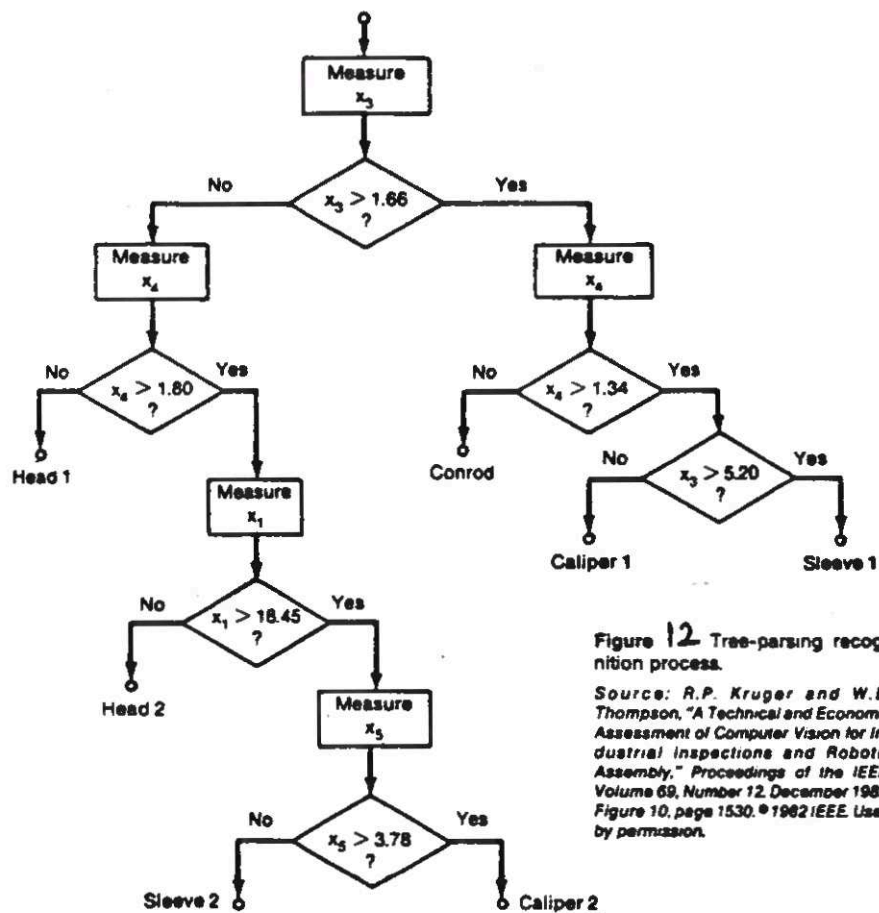 Measure
x₃
No
x₃ > 1.66
?
Yes
Measure
x₄
Measure
x₄
No
x₄ > 1.80
?
Yes
No
x₄ > 1.34
?
Yes
Head 1
Conrod
No
x₃ > 5.20
?
Yes
Measure
x₁
Caliper 1
Sleeve 1
No
x₁ > 18.45
?
Yes
Head 2
Measure
x₅
No
x₅ > 3.78
?
Yes
Sleeve 2
Caliper 2
Figure 12 Tree-parsing recog-
nition process.
Source: R.P. Kruger and W.
Thompson, "A Technical and Econom
Assessment of Computer Vision for In
dustrial Inspections and Robot
Assembly," Proceedings of the IEE
Volume 69, Number 12, December 198
Figure 10, page 1530. © 1982 IEEE. Use
by permission.